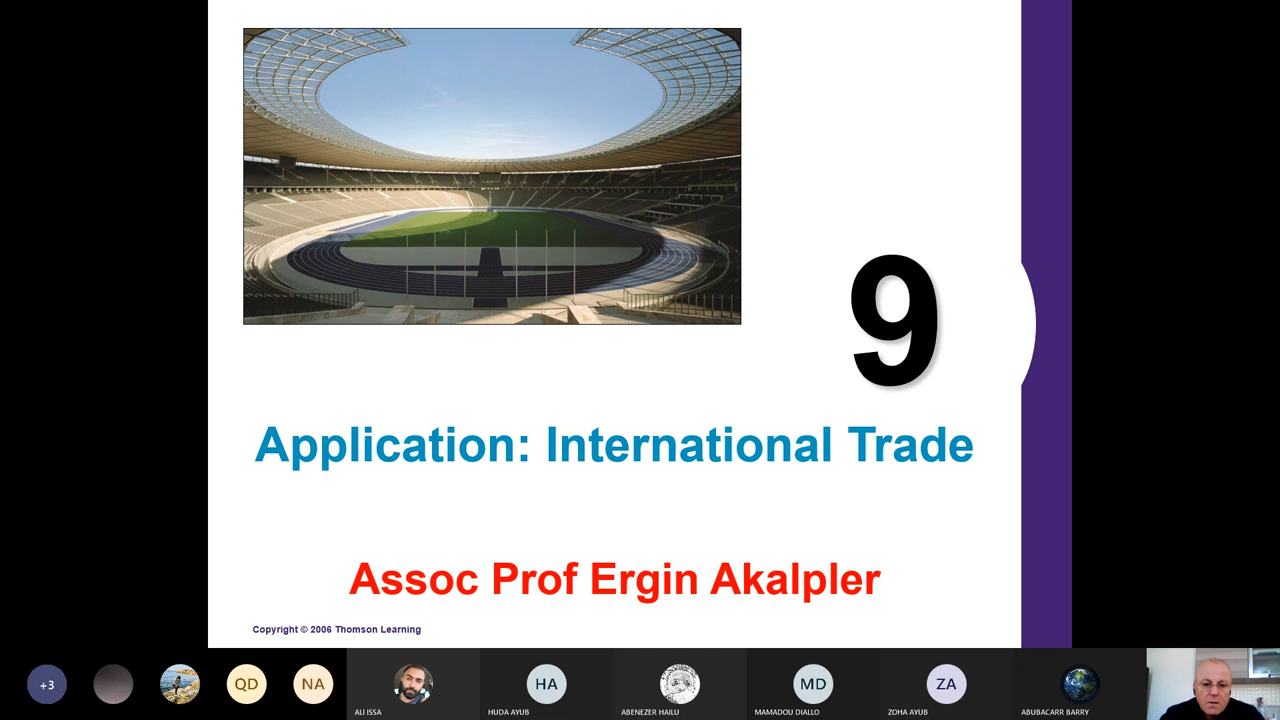 9
Application: International Trade
Assoc Prof Ergin Akalpler
Copyright © 2006 Thomson Learning
+3
QD
NA
ALI ISSA
HA
HUDA AYUB
ABENEZER HAILU
MD
MAMADOU DIALLO
ZA
ZOHA AYUB
ABUBACARR BARRY